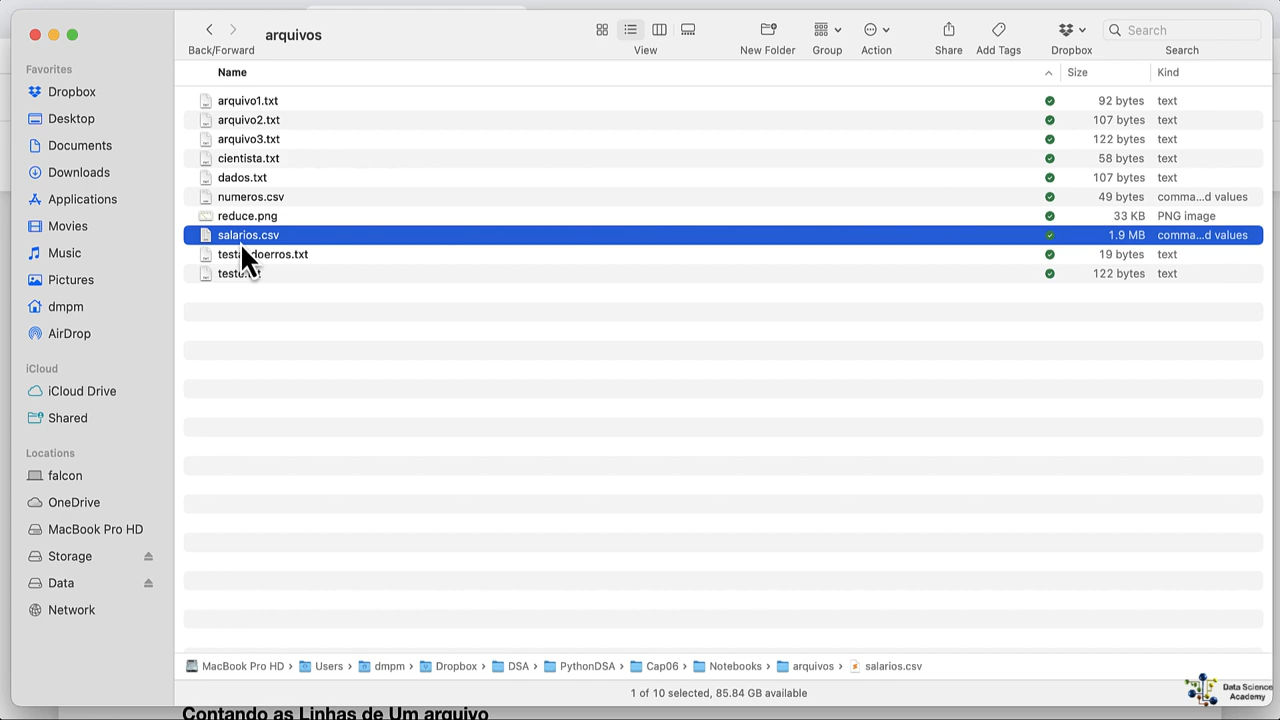 arquivos
Back/Forward
View
New Folder
Group
Action
Share
Add Tags
Dropbox
Search
Search
Favorites
Dropbox
Desktop
Documents
Downloads
Applications
Movies
Music
Pictures
dmpm
AirDrop
iCloud
iCloud Drive
Shared
Locations
falcon
OneDrive
MacBook Pro HD
Storage
Data
Network
Name Size Kind
arquivo1.txt 92 bytes text
arquivo2.txt 107 bytes text
arquivo3.txt 122 bytes text
cientista.txt 58 bytes text
dados.txt 107 bytes text
numeros.csv 49 bytes comma...d values
reduce.png 33 KB PNG image
salarios.csv 1.9 MB comma...d values
19 bytes text
122 bytes text
MacBook Pro HD › Users › dmpm › Dropbox › DSA › PythonDSA › Cap06 › Notebooks › arquivos › salarios.csv
1 of 10 selected, 85.84 GB available
Data Science
Academy
Contando as Linhas de Um arquivo